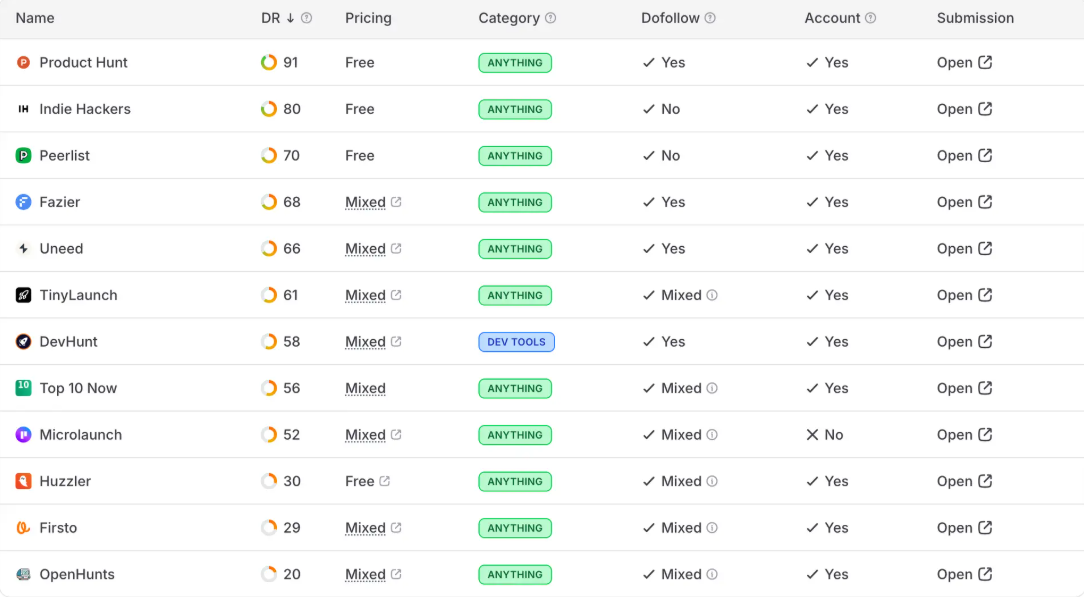 Name DR ↓ Pricing Category Dofollow Account Submission
P Product Hunt 91 Free ANYTHING Yes Yes Open
IH Indie Hackers 80 Free ANYTHING No Yes Open
P Peerlist 70 Free ANYTHING No Yes Open
Fazier 68 Mixed ANYTHING Yes Yes Open
Uneed 66 Mixed ANYTHING Yes Yes Open
TinyLaunch 61 Mixed ANYTHING Mixed Yes Open
DevHunt 58 Mixed DEV TOOLS Yes Yes Open
10 Top 10 Now 56 Mixed ANYTHING Mixed Yes Open
Microlaunch 52 Mixed ANYTHING Mixed No Open
Huzzler 30 Free ANYTHING Mixed Yes Open
Firsto 29 Mixed ANYTHING Mixed Yes Open
OpenHunts 20 Mixed ANYTHING Mixed Yes Open